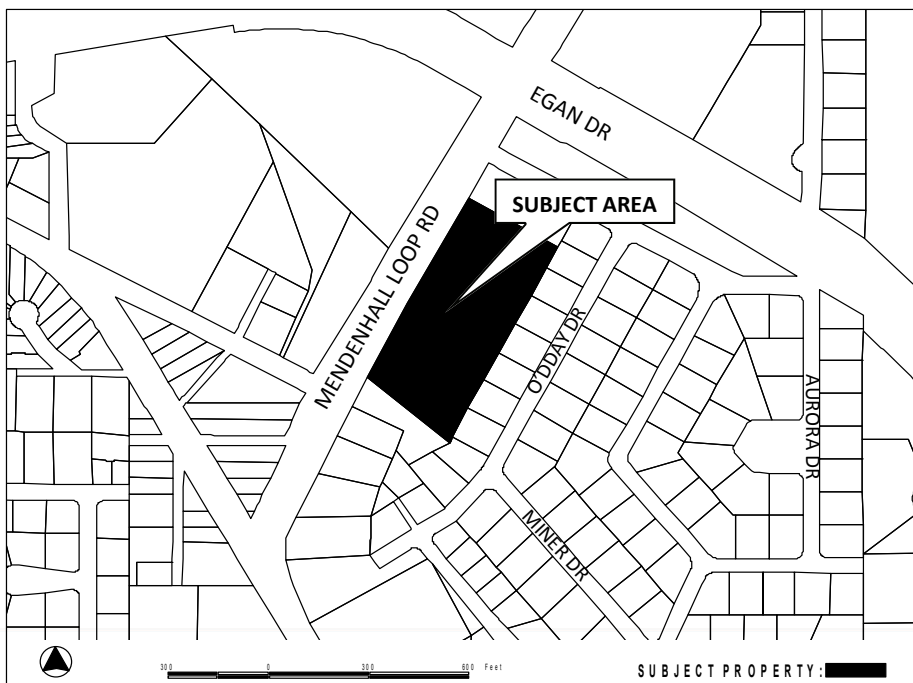 EGAN DR
SUBJECT AREA
MENDENHALL LOOP RD
O'DDAY DR
AURORA DR
MINER DR
300 0 300 600 Feet
SUBJECT PROPERTY: